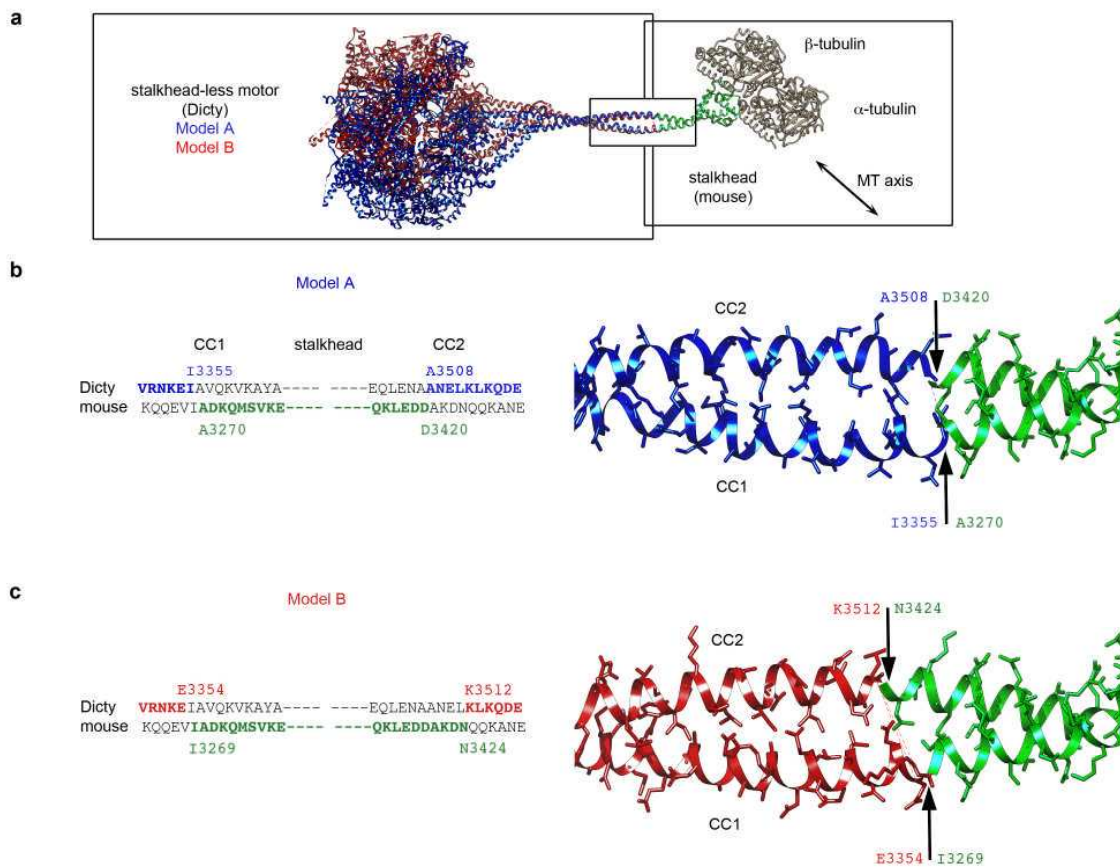 a
stalkhead-less motor
(Dicty)
Model A
Model B
β-tubulin
α-tubulin
stalkhead
(mouse)
MT axis
b
Model A
CC1 stalkhead CC2
I3355 A3508
Dicty VRNKEIAVQKVKAYA----- ----EQLENAANELKLKQDE
mouse KQQEVIADKQMSVKE----- ----QKLEDDAKDNQQKANE
A3270 D3420
A3508 D3420
CC2
CC1
I3355 A3270
c
Model B
E3354 K3512
Dicty VRNKEIAVQKVKAYA----- ----EQLENAANELKLKQDE
mouse KQQEVIADKQMSVKE----- ----QKLEDDAKDNQQKANE
I3269 N3424
K3512 N3424
CC2
CC1
E3354 I3269